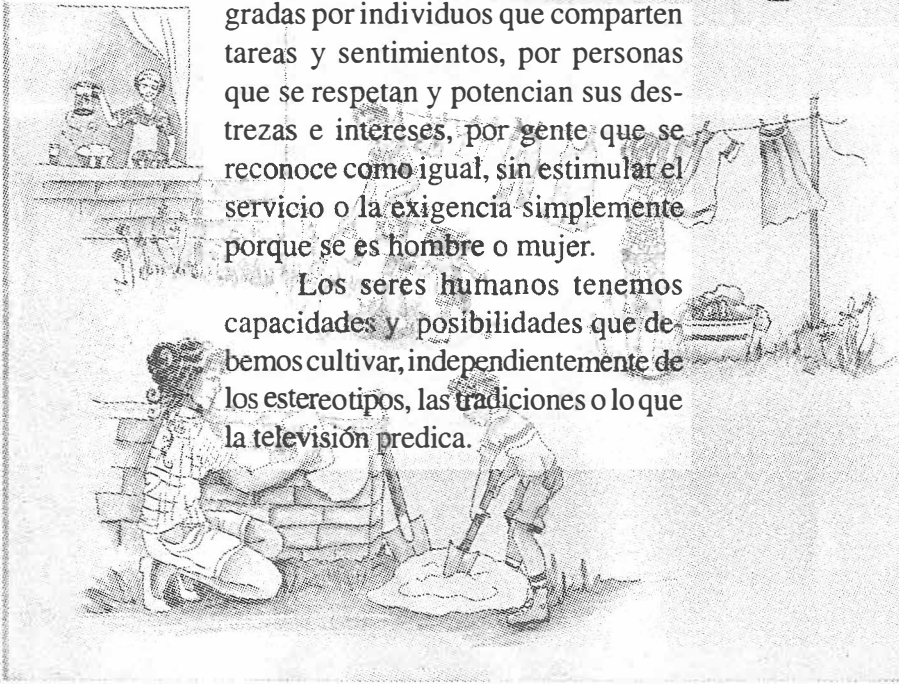 gradas por individuos que comparten
tareas y sentimientos, por personas
que se respetan y potencian sus des-
trezas e intereses, por gente que se
reconoce como igual, sin estimular el
servicio o la exigencia simplemente
porque se es hombre o mujer.
Los seres humanos tenemos
capacidades y posibilidades que de-
bemos cultivar, independientemente de
los estereotipos, las tradiciones o lo que
la televisión predica.